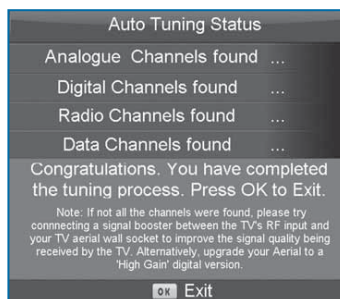 Auto Tuning Status
Analogue Channels found ...
Digital Channels found ...
Radio Channels found ...
Data Channels found ...
Congratulations. You have completed
the tuning process. Press OK to Exit.
Note: If not all the channels were found, please try
connnecting a signal booster between the TV's RF input and
your TV aerial wall socket to improve the signal quality being
received by the TV. Alternatively, upgrade your Aerial to a
'High Gain' digital version.
OK Exit